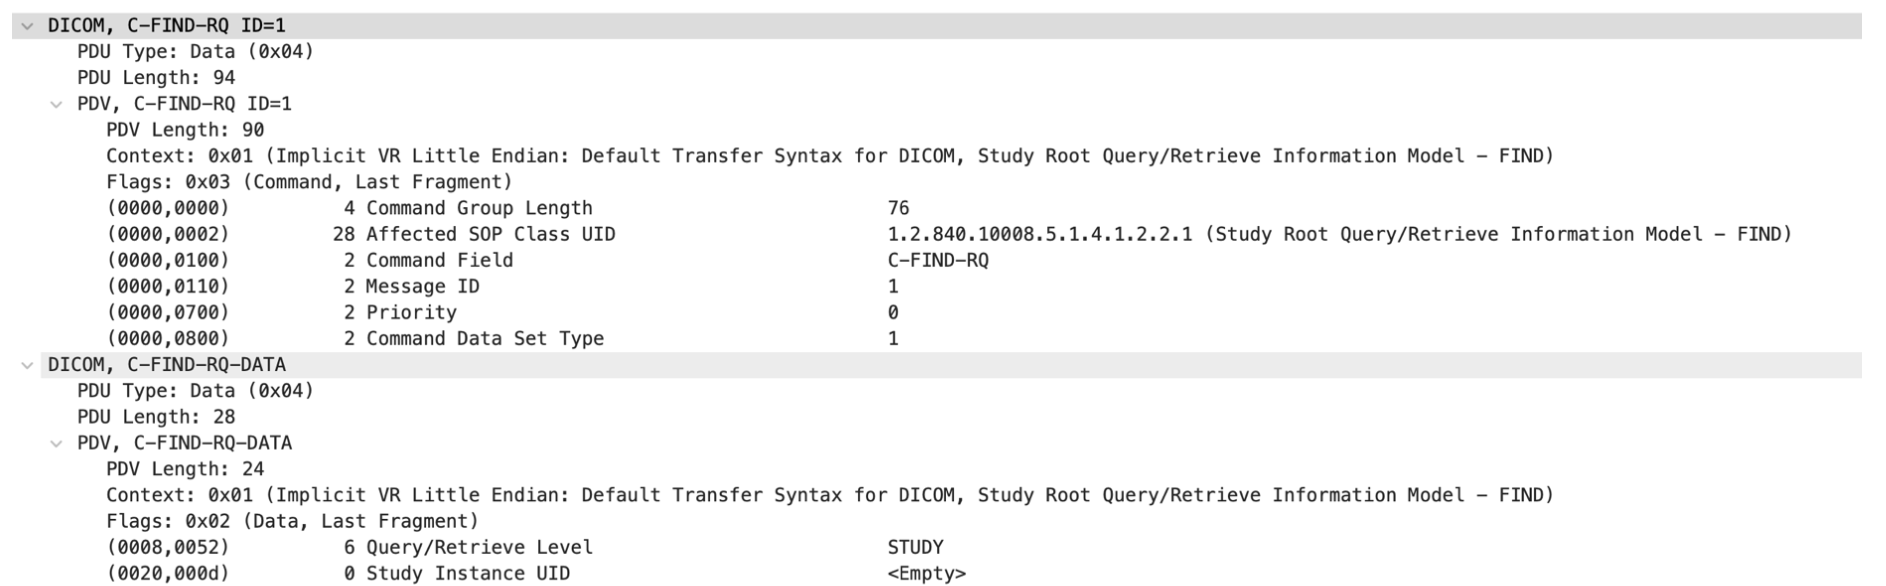 DICOM, C-FIND-RQ ID=1
PDU Type: Data (0x04)
PDU Length: 94
PDV, C-FIND-RQ ID=1
PDV Length: 90
Context: 0x01 (Implicit VR Little Endian: Default Transfer Syntax for DICOM, Study Root Query/Retrieve Information Model – FIND)
Flags: 0x03 (Command, Last Fragment)
(0000,0000) 4 Command Group Length 76
(0000,0002) 28 Affected SOP Class UID 1.2.840.10008.5.1.4.1.2.2.1 (Study Root Query/Retrieve Information Model – FIND)
(0000,0100) 2 Command Field C-FIND-RQ
(0000,0110) 2 Message ID 1
(0000,0700) 2 Priority 0
(0000,0800) 2 Command Data Set Type 1
DICOM, C-FIND-RQ-DATA
PDU Type: Data (0x04)
PDU Length: 28
PDV, C-FIND-RQ-DATA
PDV Length: 24
Context: 0x01 (Implicit VR Little Endian: Default Transfer Syntax for DICOM, Study Root Query/Retrieve Information Model – FIND)
Flags: 0x02 (Data, Last Fragment)
(0008,0052) 6 Query/Retrieve Level STUDY
(0020,000d) 0 Study Instance UID <Empty>